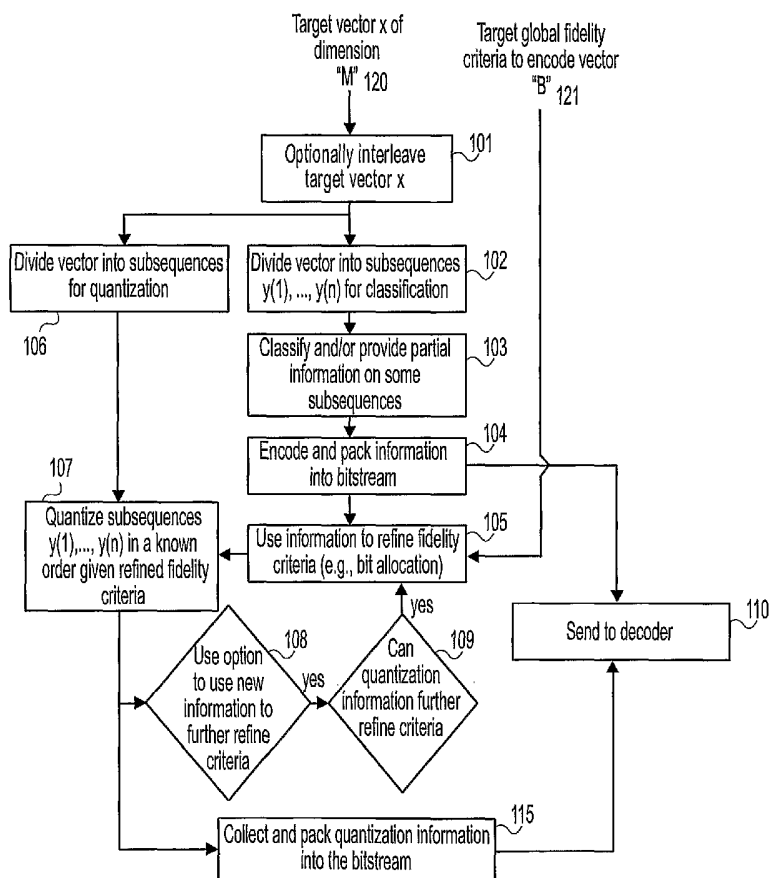 Target vector x of
dimension
"M" 120
Target global fidelity
criteria to encode vector
"B" 121
101
Optionally interleave
target vector x
Divide vector into subsequences
for quantization
106
102
Divide vector into subsequences
y(1), ..., y(n) for classification
103
Classify and/or provide partial
information on some
subsequences
104
Encode and pack information
into bitstream
107
Quantize subsequences
y(1),..., y(n) in a known
order given refined fidelity
criteria
105
Use information to refine fidelity
criteria (e.g., bit allocation)
yes
108
Use option
to use new
information to
further refine
criteria
yes
109
Can
quantization
information further
refine criteria
110
Send to decoder
115
Collect and pack quantization information
into the bitstream